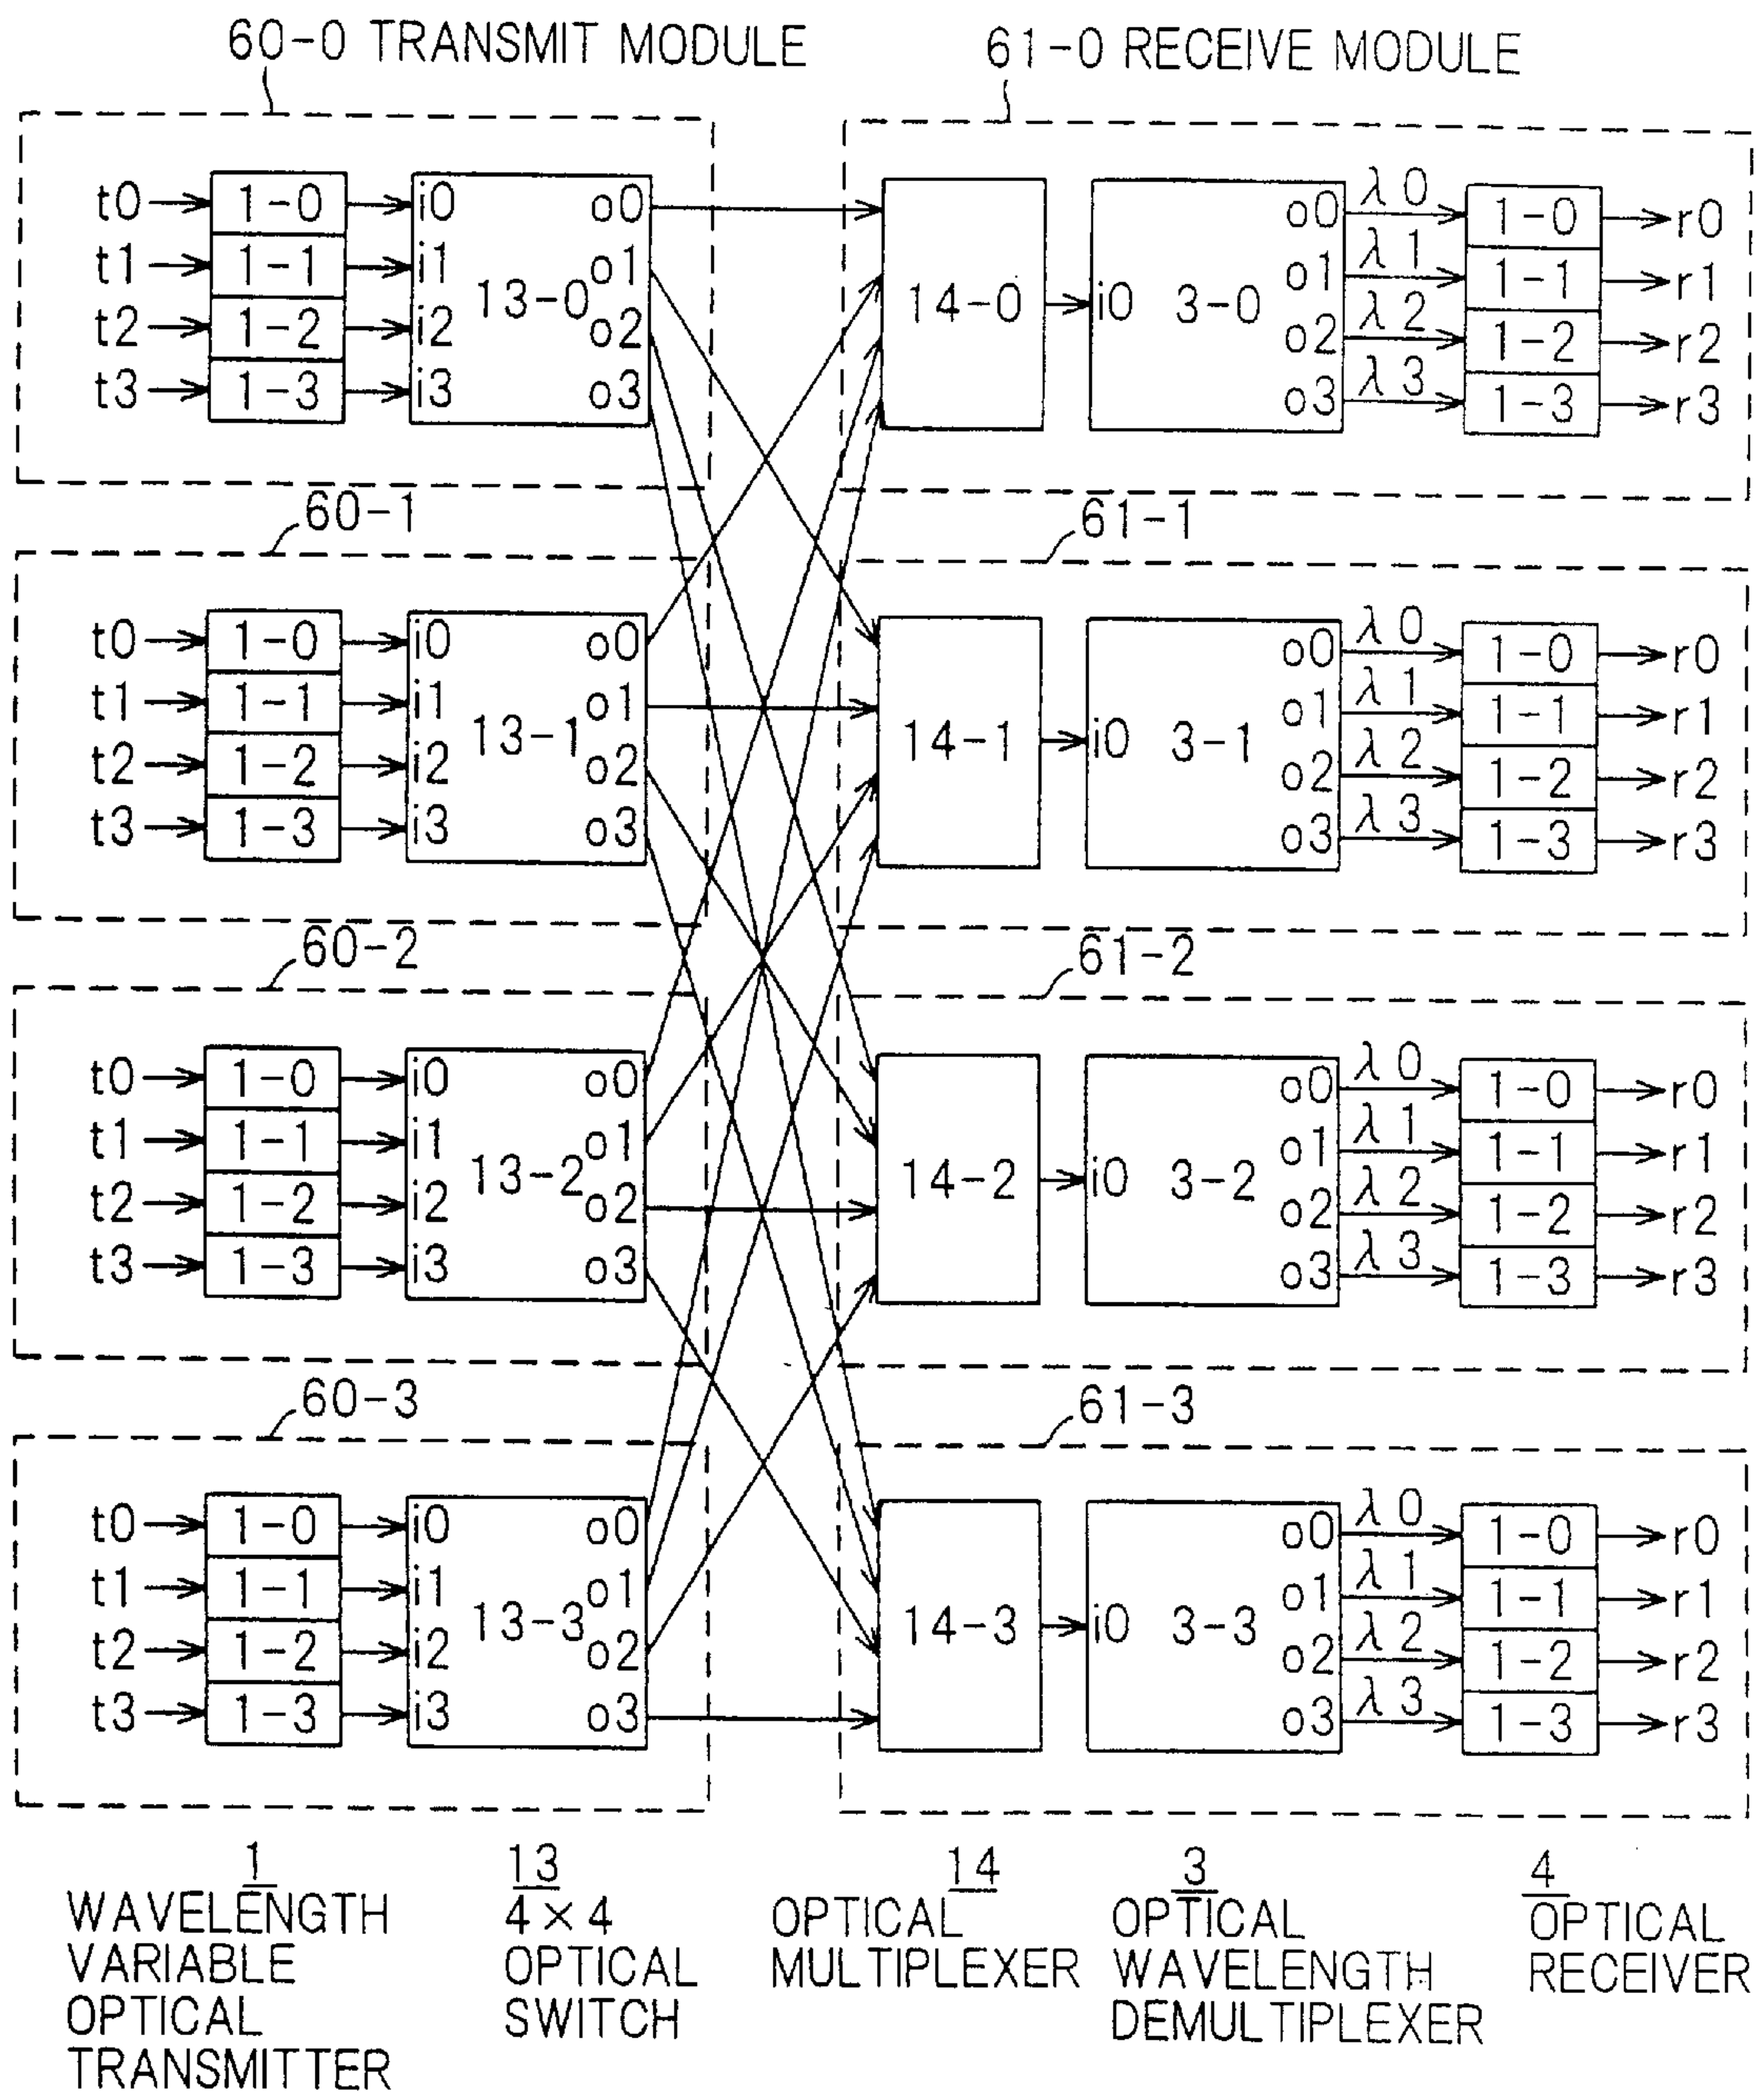 60-0 TRANSMIT MODULE
61-0 RECEIVE MODULE
t0 1-0 i0 o0 o0 λ0 1-0 r0
t1 1-1 i1 o1 o1 λ1 1-1 r1
13-0 14-0 i0 3-0
t2 1-2 i2 o2 o2 λ2 1-2 r2
t3 1-3 i3 o3 o3 λ3 1-3 r3
60-1 61-1
t0 1-0 i0 o0 o0 λ0 1-0 r0
t1 1-1 i1 o1 o1 λ1 1-1 r1
13-1 14-1 i0 3-1
t2 1-2 i2 o2 o2 λ2 1-2 r2
t3 1-3 i3 o3 o3 λ3 1-3 r3
60-2 61-2
t0 1-0 i0 o0 o0 λ0 1-0 r0
t1 1-1 i1 o1 o1 λ1 1-1 r1
13-2 14-2 i0 3-2
t2 1-2 i2 o2 o2 λ2 1-2 r2
t3 1-3 i3 o3 o3 λ3 1-3 r3
60-3 61-3
t0 1-0 i0 o0 o0 λ0 1-0 r0
t1 1-1 i1 o1 o1 λ1 1-1 r1
13-3 14-3 i0 3-3
t2 1-2 i2 o2 o2 λ2 1-2 r2
t3 1-3 i3 o3 o3 λ3 1-3 r3
1
WAVELENGTH
VARIABLE
OPTICAL
TRANSMITTER
13
4×4
OPTICAL
SWITCH
14
OPTICAL
MULTIPLEXER
3
OPTICAL
WAVELENGTH
DEMULTIPLEXER
4
OPTICAL
RECEIVER